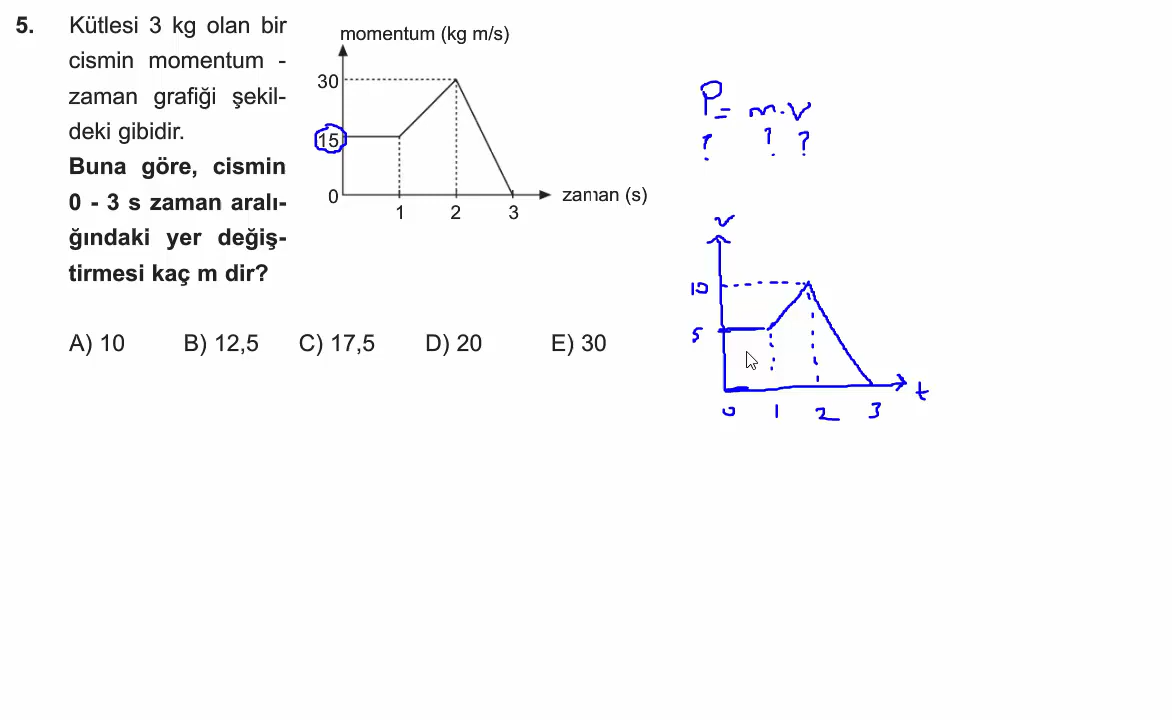 5. Kütlesi 3 kg olan bir
cismin momentum -
zaman grafiği şekil-
deki gibidir.
Buna göre, cismin
0 - 3 s zaman aralı-
ğındaki yer değiş-
tirmesi kaç m dir?
momentum (kg m/s)
30
15
0
1 2 3
zaman (s)
A) 10 B) 12,5 C) 17,5 D) 20 E) 30
P = m.v
? ? ?
v
10
5
t
0 1 2 3